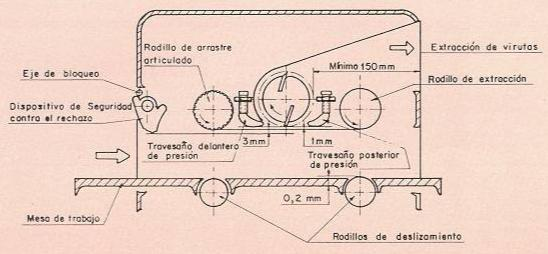 Rodillo de arrastre
articulado
Mínimo 150 mm
Extracción de virutas
Eje de bloqueo
Rodillo de extracción
Dispositivo de Seguridad
contra el rechazo
3mm
1mm
Travesaño delantero
de presión
Travesaño posterior
de presión
0,2 mm
Mesa de trabajo
Rodillos de deslizamiento